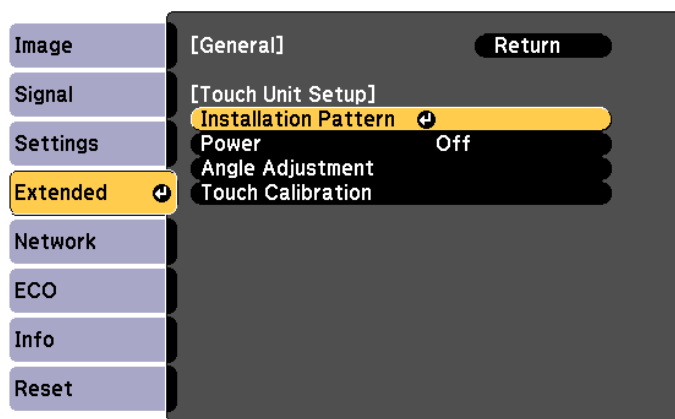 Image
Signal
Settings
Extended
Network
ECO
Info
Reset
[General] Return
[Touch Unit Setup]
Installation Pattern
Power Off
Angle Adjustment
Touch Calibration